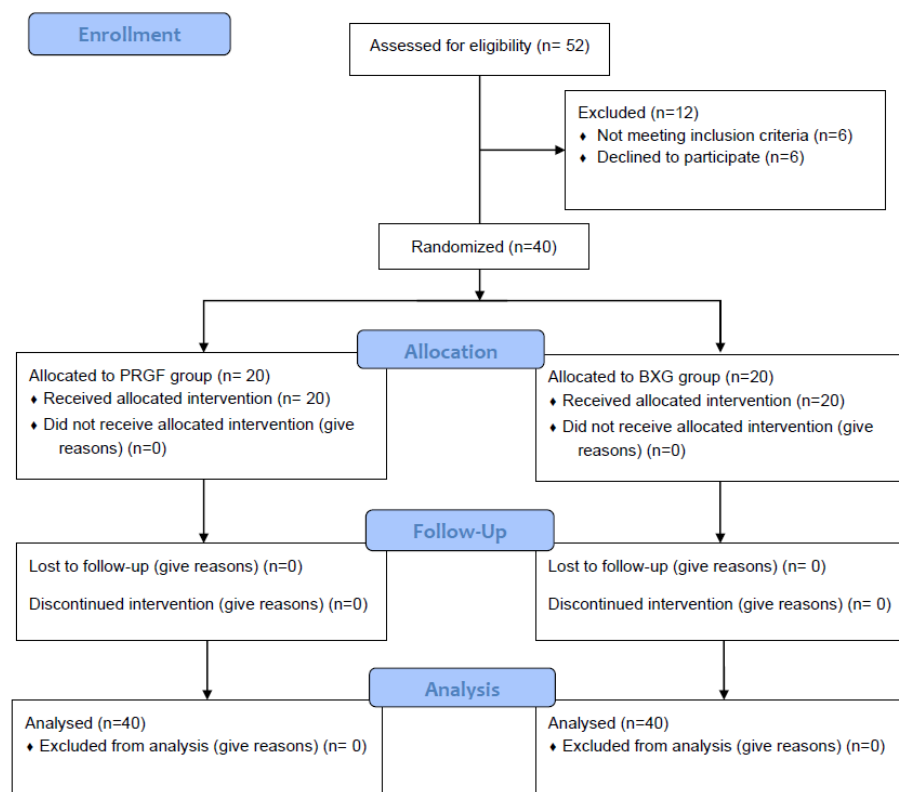 Enrollment
Assessed for eligibility (n= 52)
Excluded (n=12)
♦ Not meeting inclusion criteria (n=6)
♦ Declined to participate (n=6)
Randomized (n=40)
Allocation
Allocated to PRGF group (n= 20)
♦ Received allocated intervention (n= 20)
♦ Did not receive allocated intervention (give
reasons) (n=0)
Allocated to BXG group (n=20)
♦ Received allocated intervention (n=20)
♦ Did not receive allocated intervention (give
reasons) (n=0)
Follow-Up
Lost to follow-up (give reasons) (n=0)
Discontinued intervention (give reasons) (n=0)
Lost to follow-up (give reasons) (n= 0)
Discontinued intervention (give reasons) (n= 0)
Analysis
Analysed (n=40)
♦ Excluded from analysis (give reasons) (n= 0)
Analysed (n=40)
♦ Excluded from analysis (give reasons) (n=0)